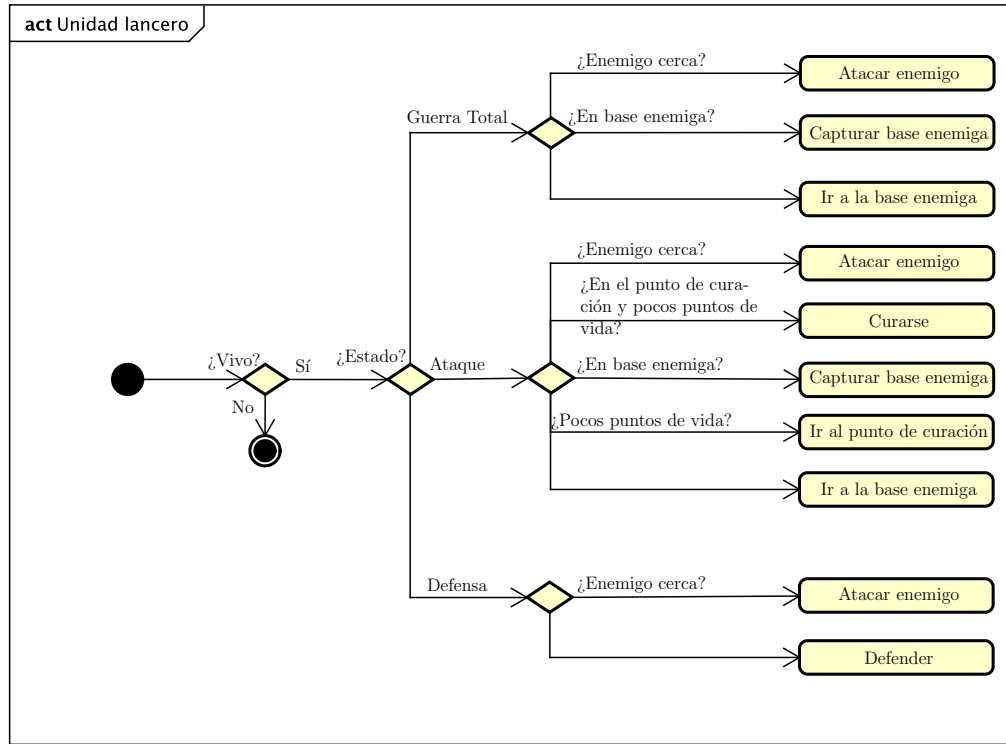 act Unidad lancero
¿Enemigo cerca?
Atacar enemigo
Guerra Total
¿En base enemiga?
Capturar base enemiga
Ir a la base enemiga
¿Enemigo cerca?
Atacar enemigo
¿En el punto de cura-
ción y pocos puntos de
vida?
Curarse
¿Vivo?
Sí
¿Estado?
Ataque
¿En base enemiga?
Capturar base enemiga
No
¿Pocos puntos de vida?
Ir al punto de curación
Ir a la base enemiga
Defensa
¿Enemigo cerca?
Atacar enemigo
Defender